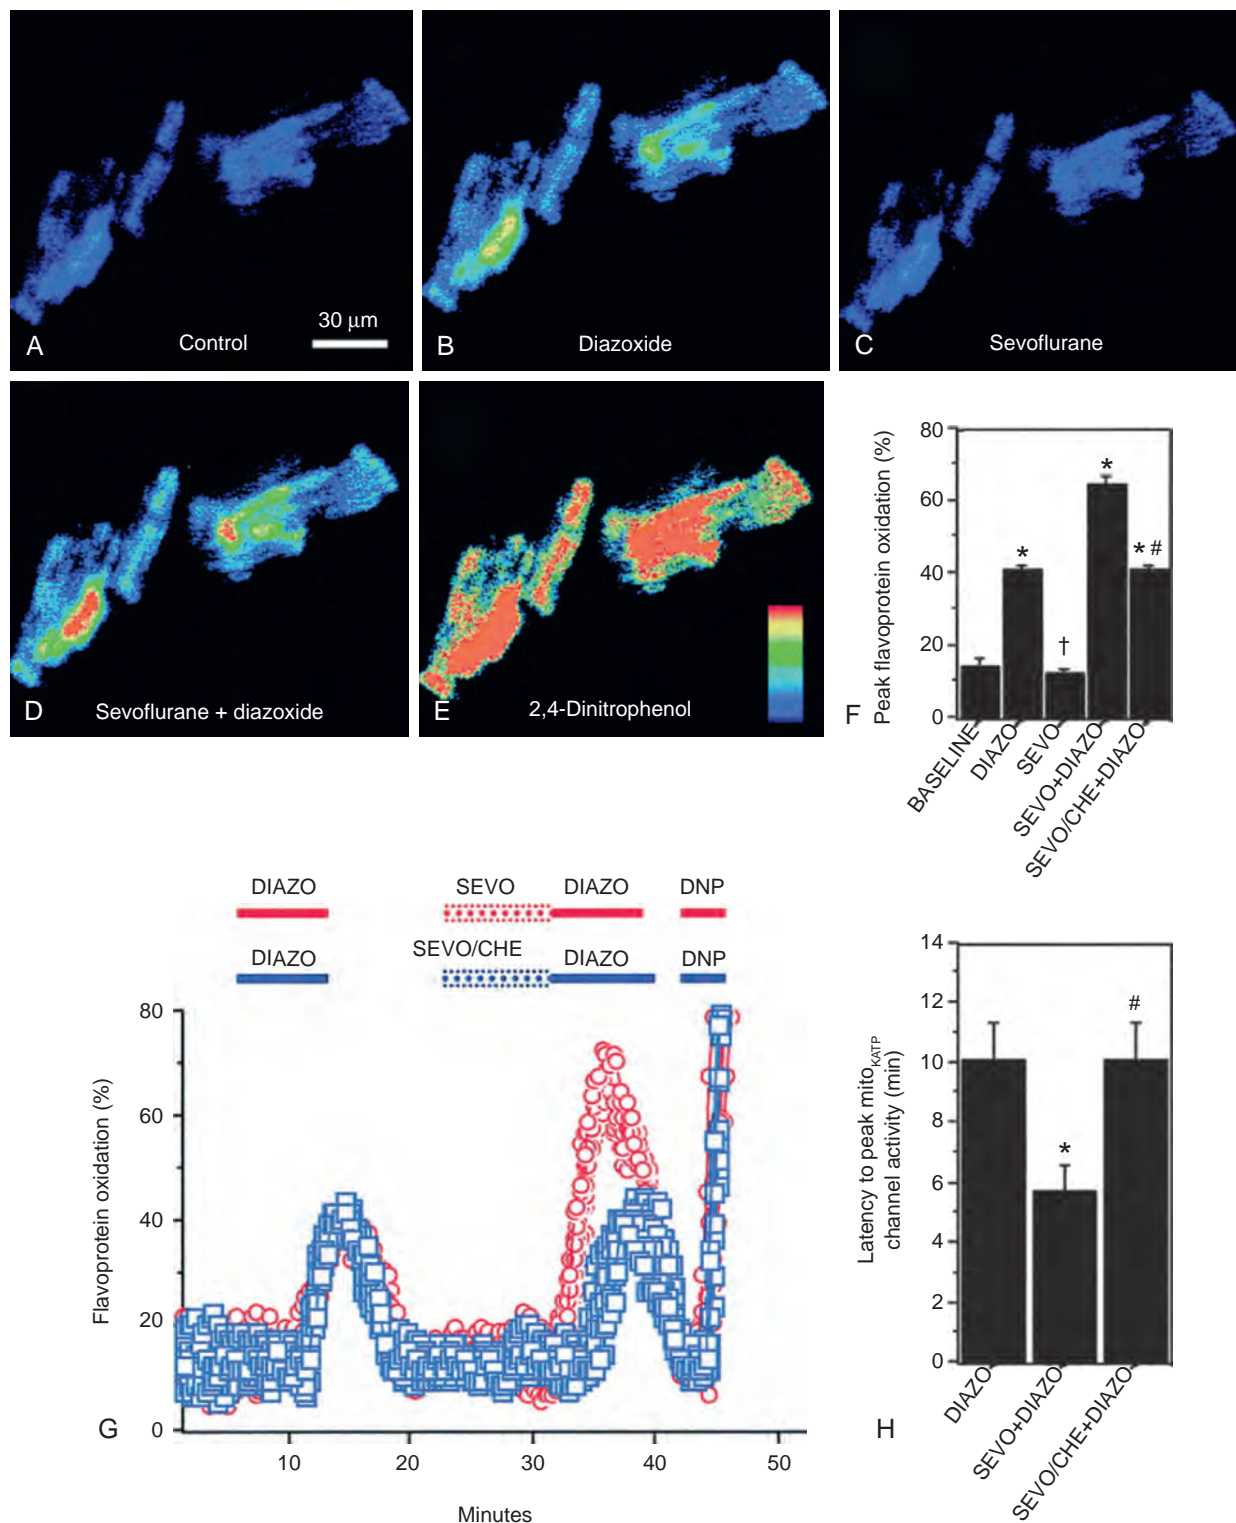 30 μm
A
Control
B
Diazoxide
C
Sevoflurane
D
Sevoflurane + diazoxide
E
2,4-Dinitrophenol
F
Peak flavoprotein oxidation (%)
80
60
40
20
0
*
*
†
*
* #
BASELINE
DIAZO
SEVO
SEVO+DIAZO
SEVO/CHE+DIAZO
DIAZO
SEVO
DIAZO
DNP
DIAZO
SEVO/CHE
DIAZO
DNP
G
Flavoprotein oxidation (%)
80
60
40
20
0
10
20
30
40
50
Minutes
H
Latency to peak mitoKATP
channel activity (min)
14
12
10
8
6
4
2
0
*
#
DIAZO
SEVO+DIAZO
SEVO/CHE+DIAZO